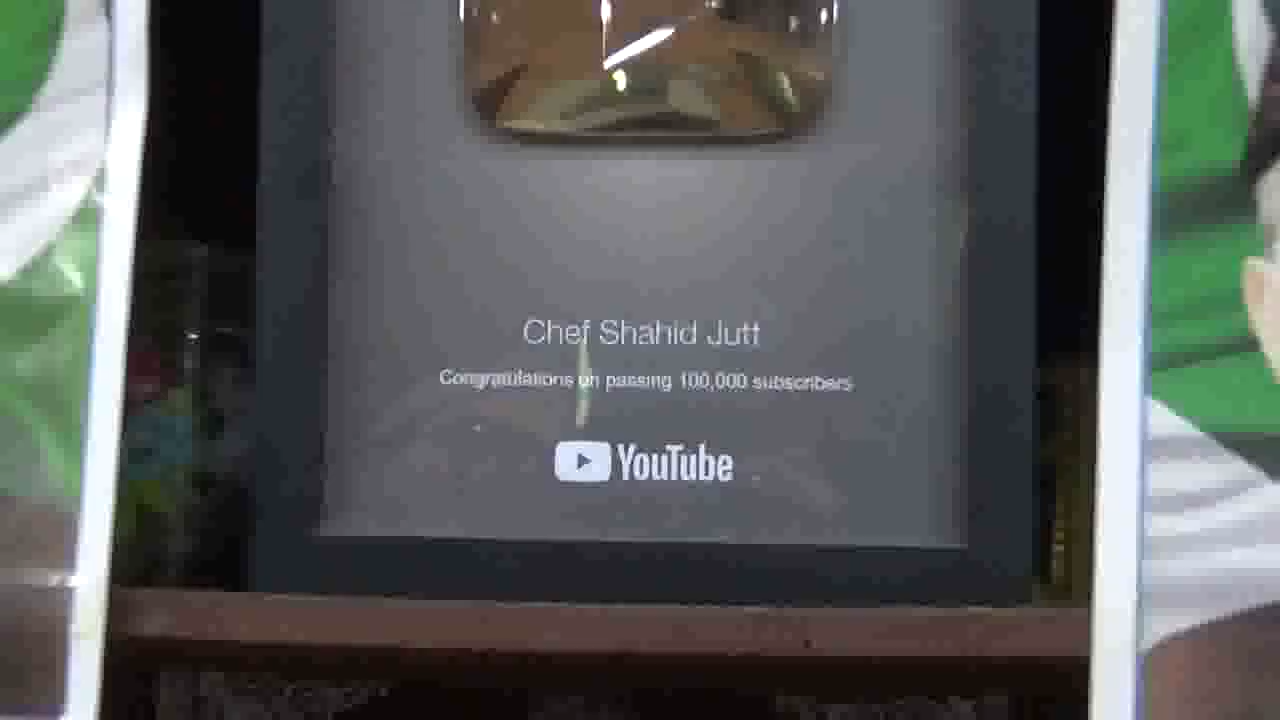 Chef Shahid Jutt
Congratulations on passing 100,000 subscribers
YouTube